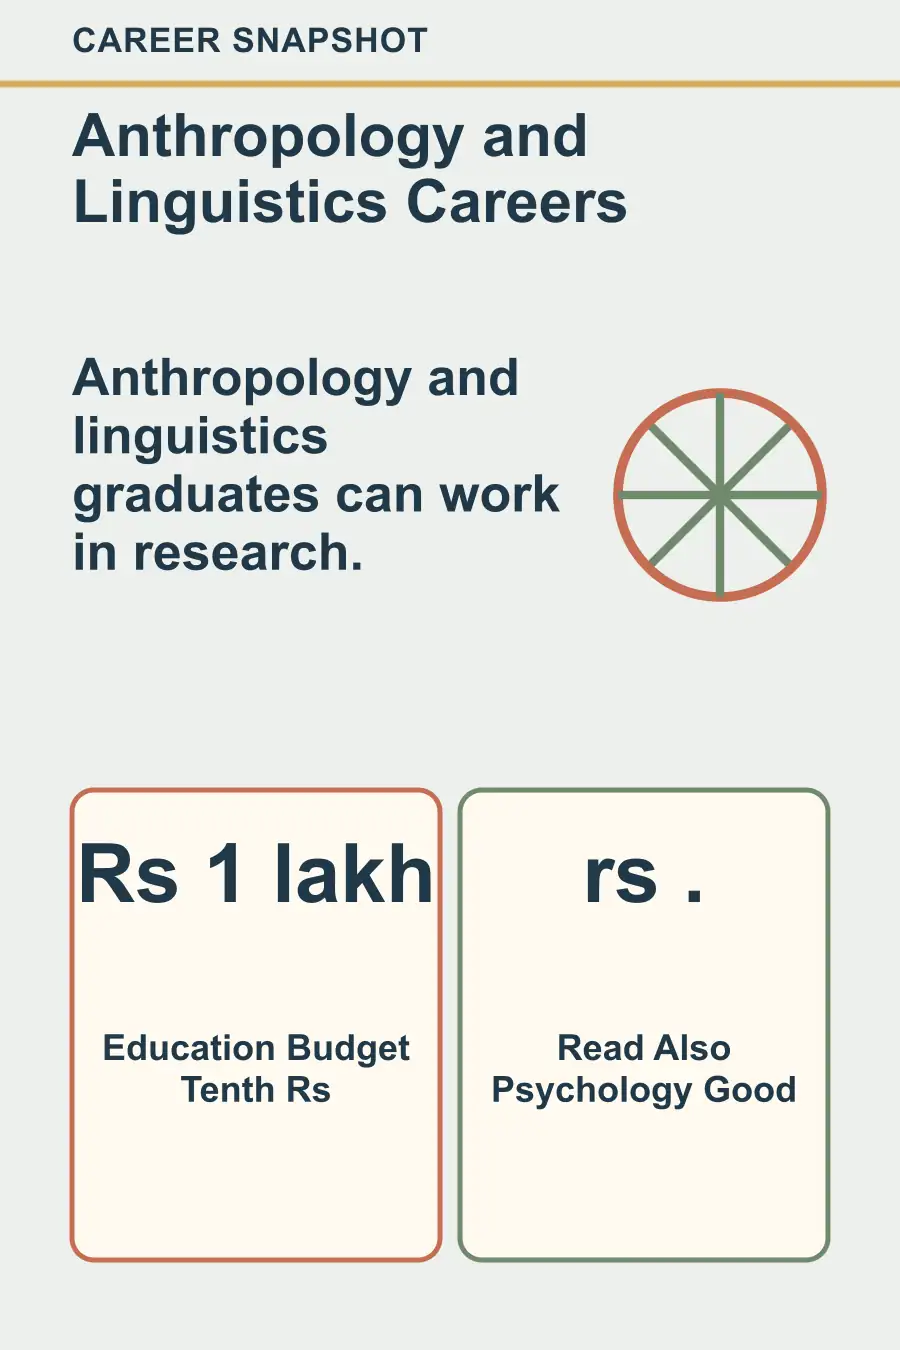 CAREER SNAPSHOT
Anthropology and
Linguistics Careers
Anthropology and
linguistics
graduates can work
in research.
Rs 1 lakh
Education Budget
Tenth Rs
rs .
Read Also
Psychology Good